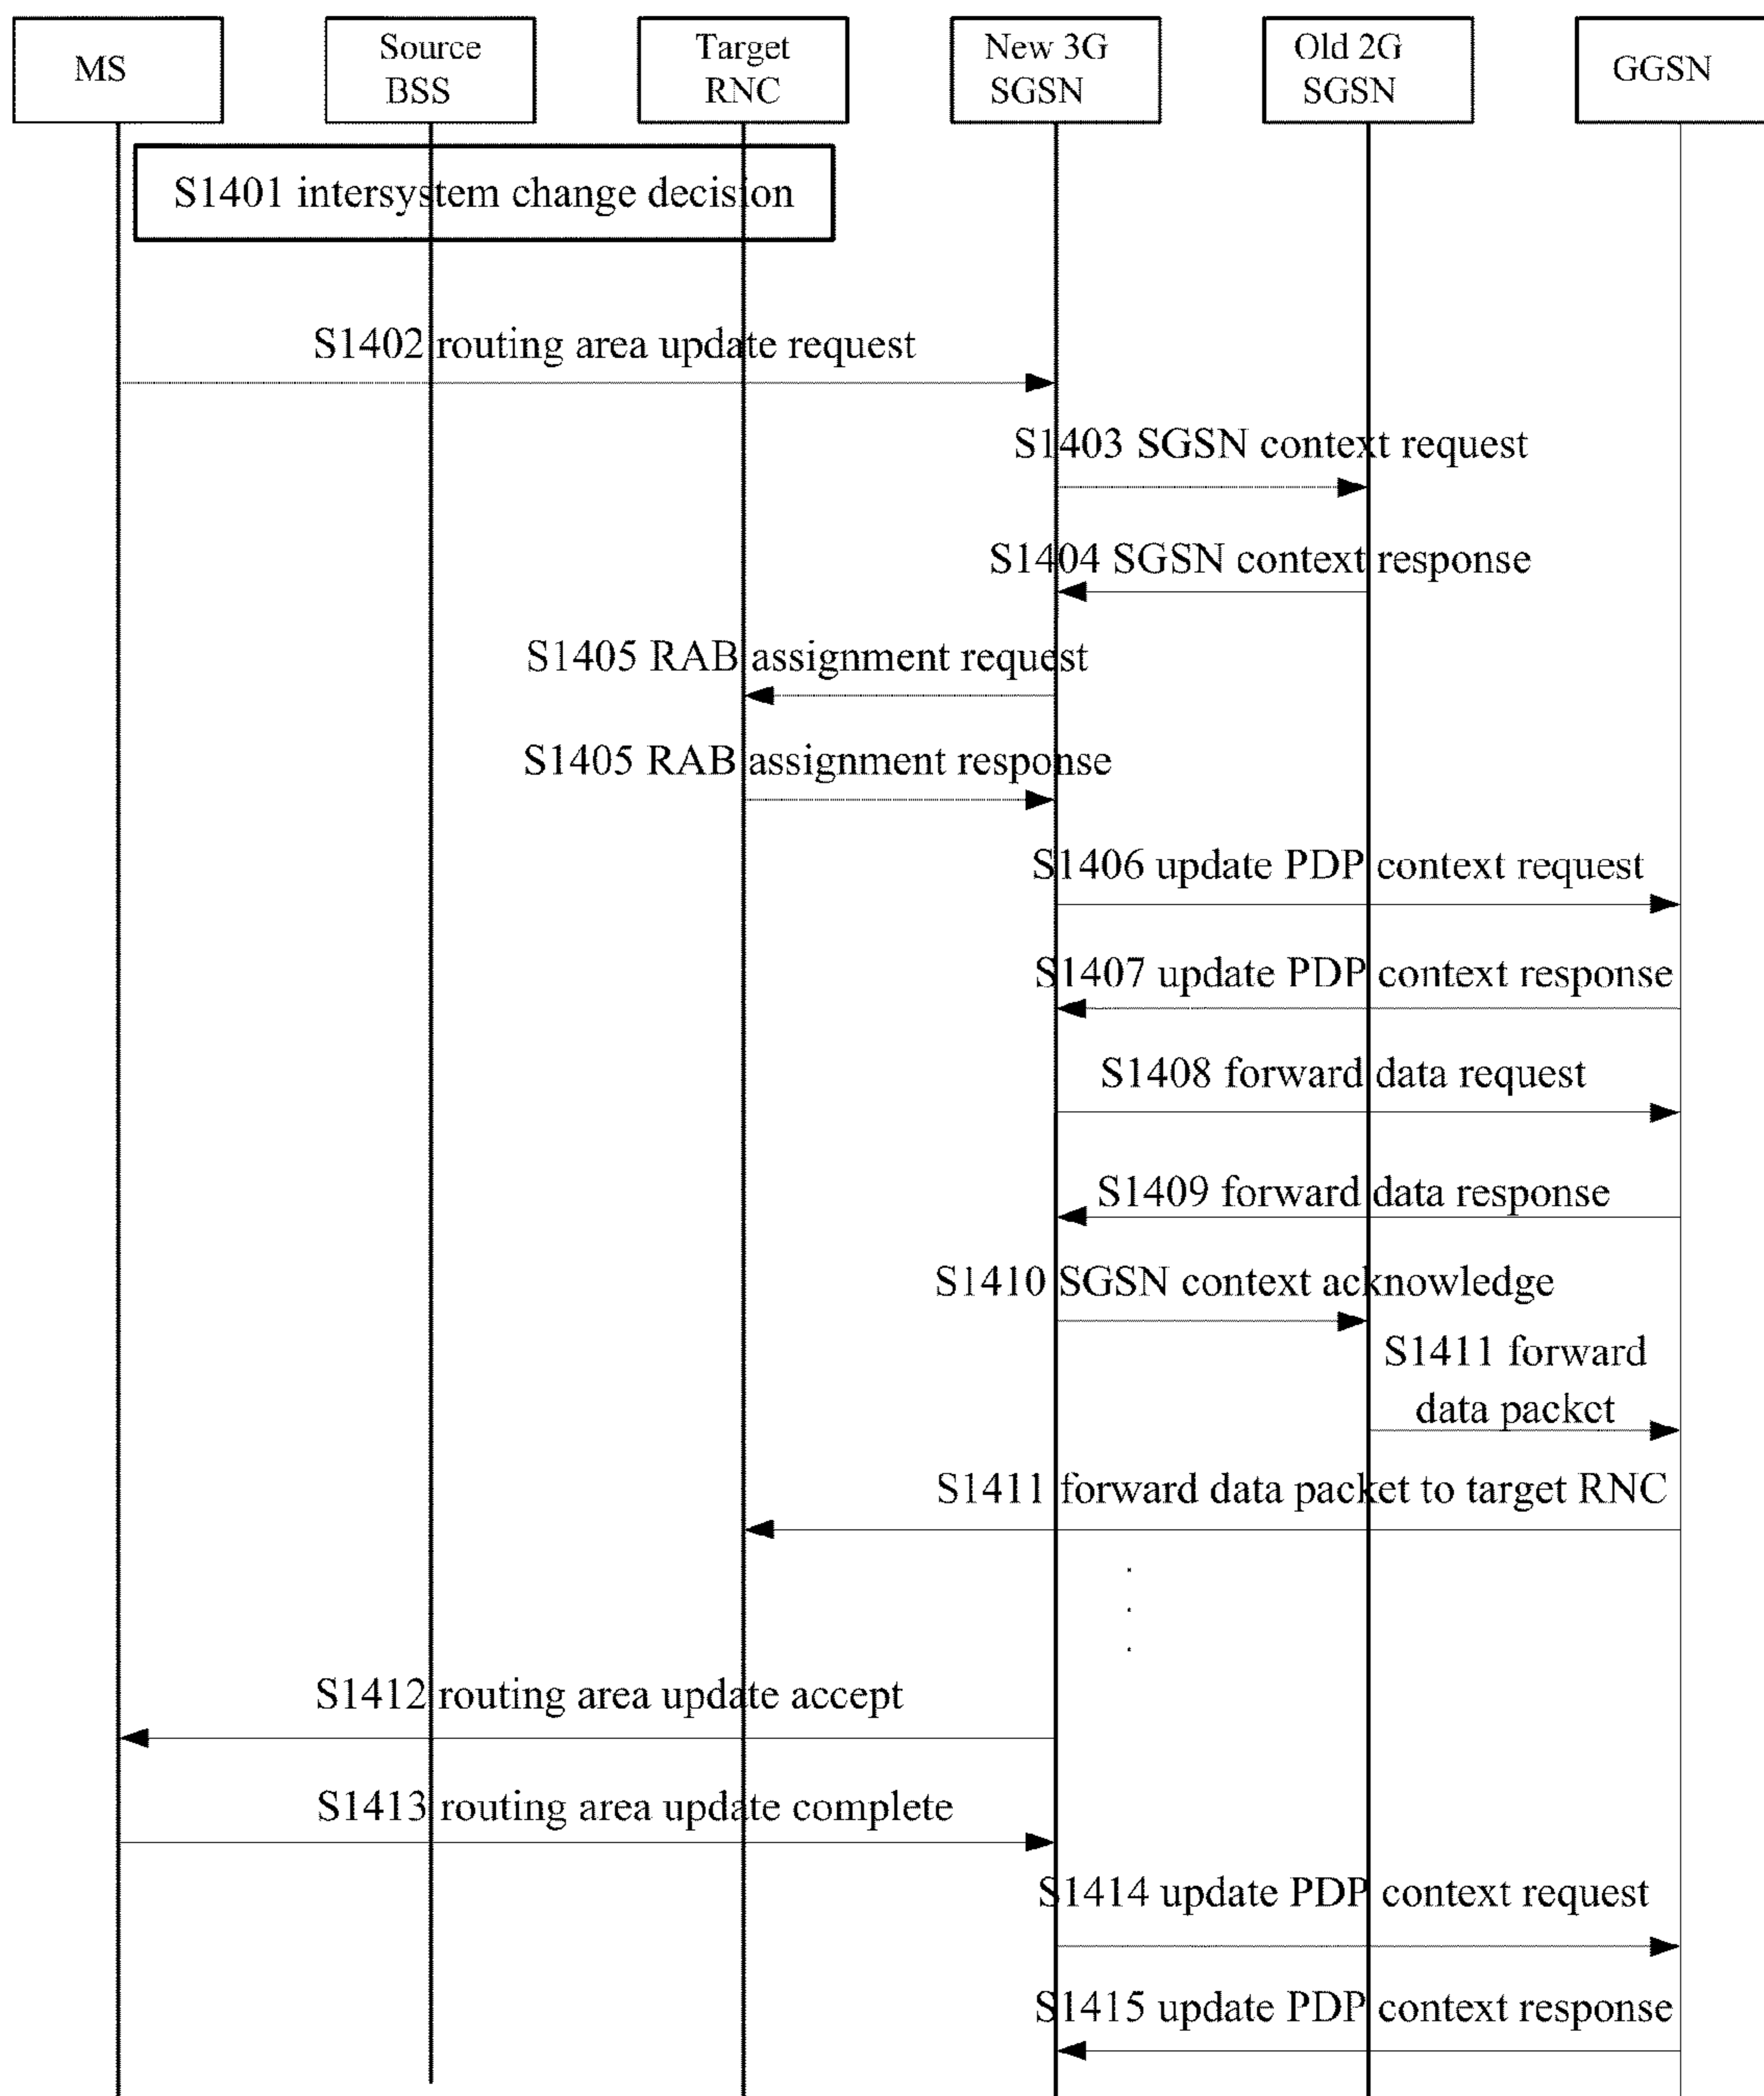 MS
Source
BSS
Target
RNC
New 3G
SGSN
Old 2G
SGSN
GGSN
S1401 intersystem change decision
S1402 routing area update request
S1403 SGSN context request
S1404 SGSN context response
S1405 RAB assignment request
S1405 RAB assignment response
S1406 update PDP context request
S1407 update PDP context response
S1408 forward data request
S1409 forward data response
S1410 SGSN context acknowledge
S1411 forward
data packet
S1411 forward data packet to target RNC
S1412 routing area update accept
S1413 routing area update complete
S1414 update PDP context request
S1415 update PDP context response